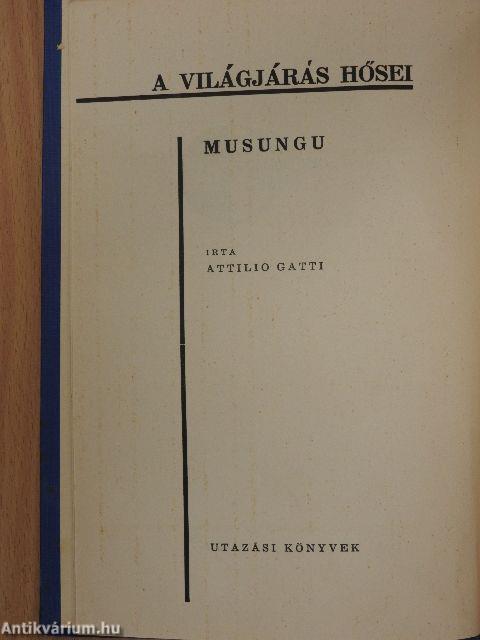 A VILÁGJÁRÁS HŐSEI
MUSUNGU
IRTA
ATTILIO GATTI
UTAZÁSI KÖNYVEK
Antikvárium.hu